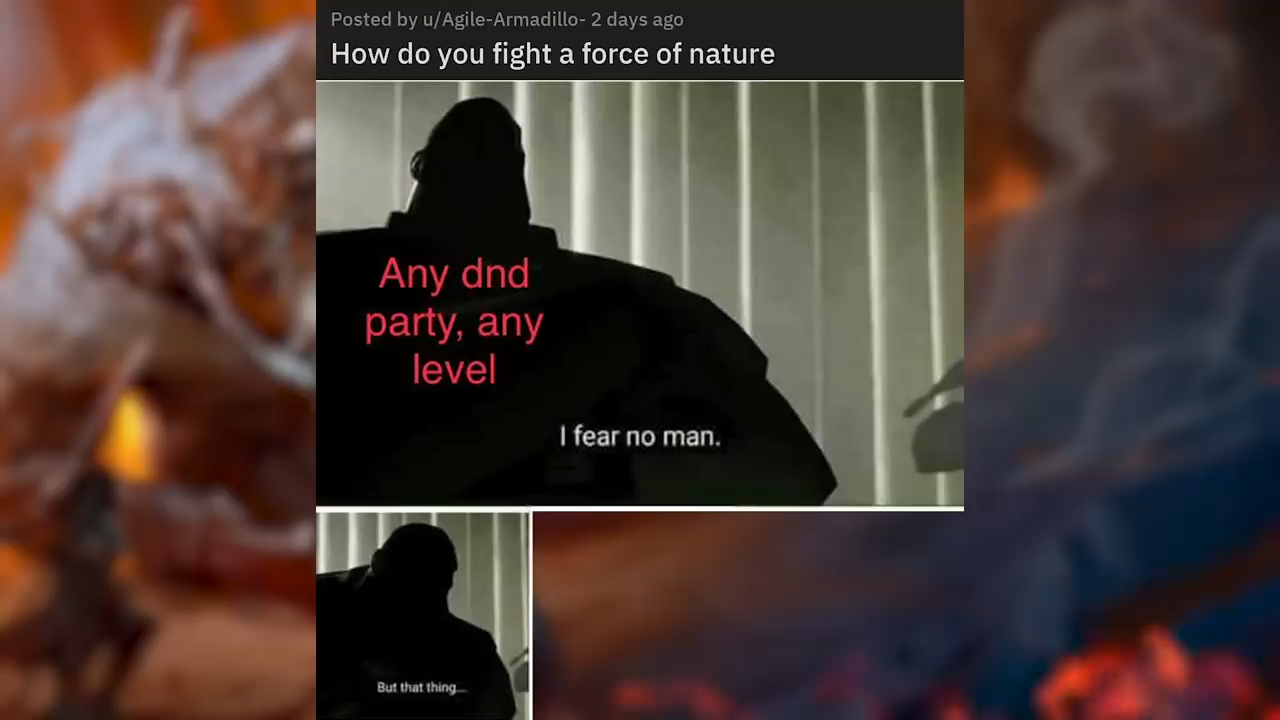 Posted by u/Agile-Armadillo- 2 days ago
How do you fight a force of nature
Any dnd
party, any
level
I fear no man.
But that thing...